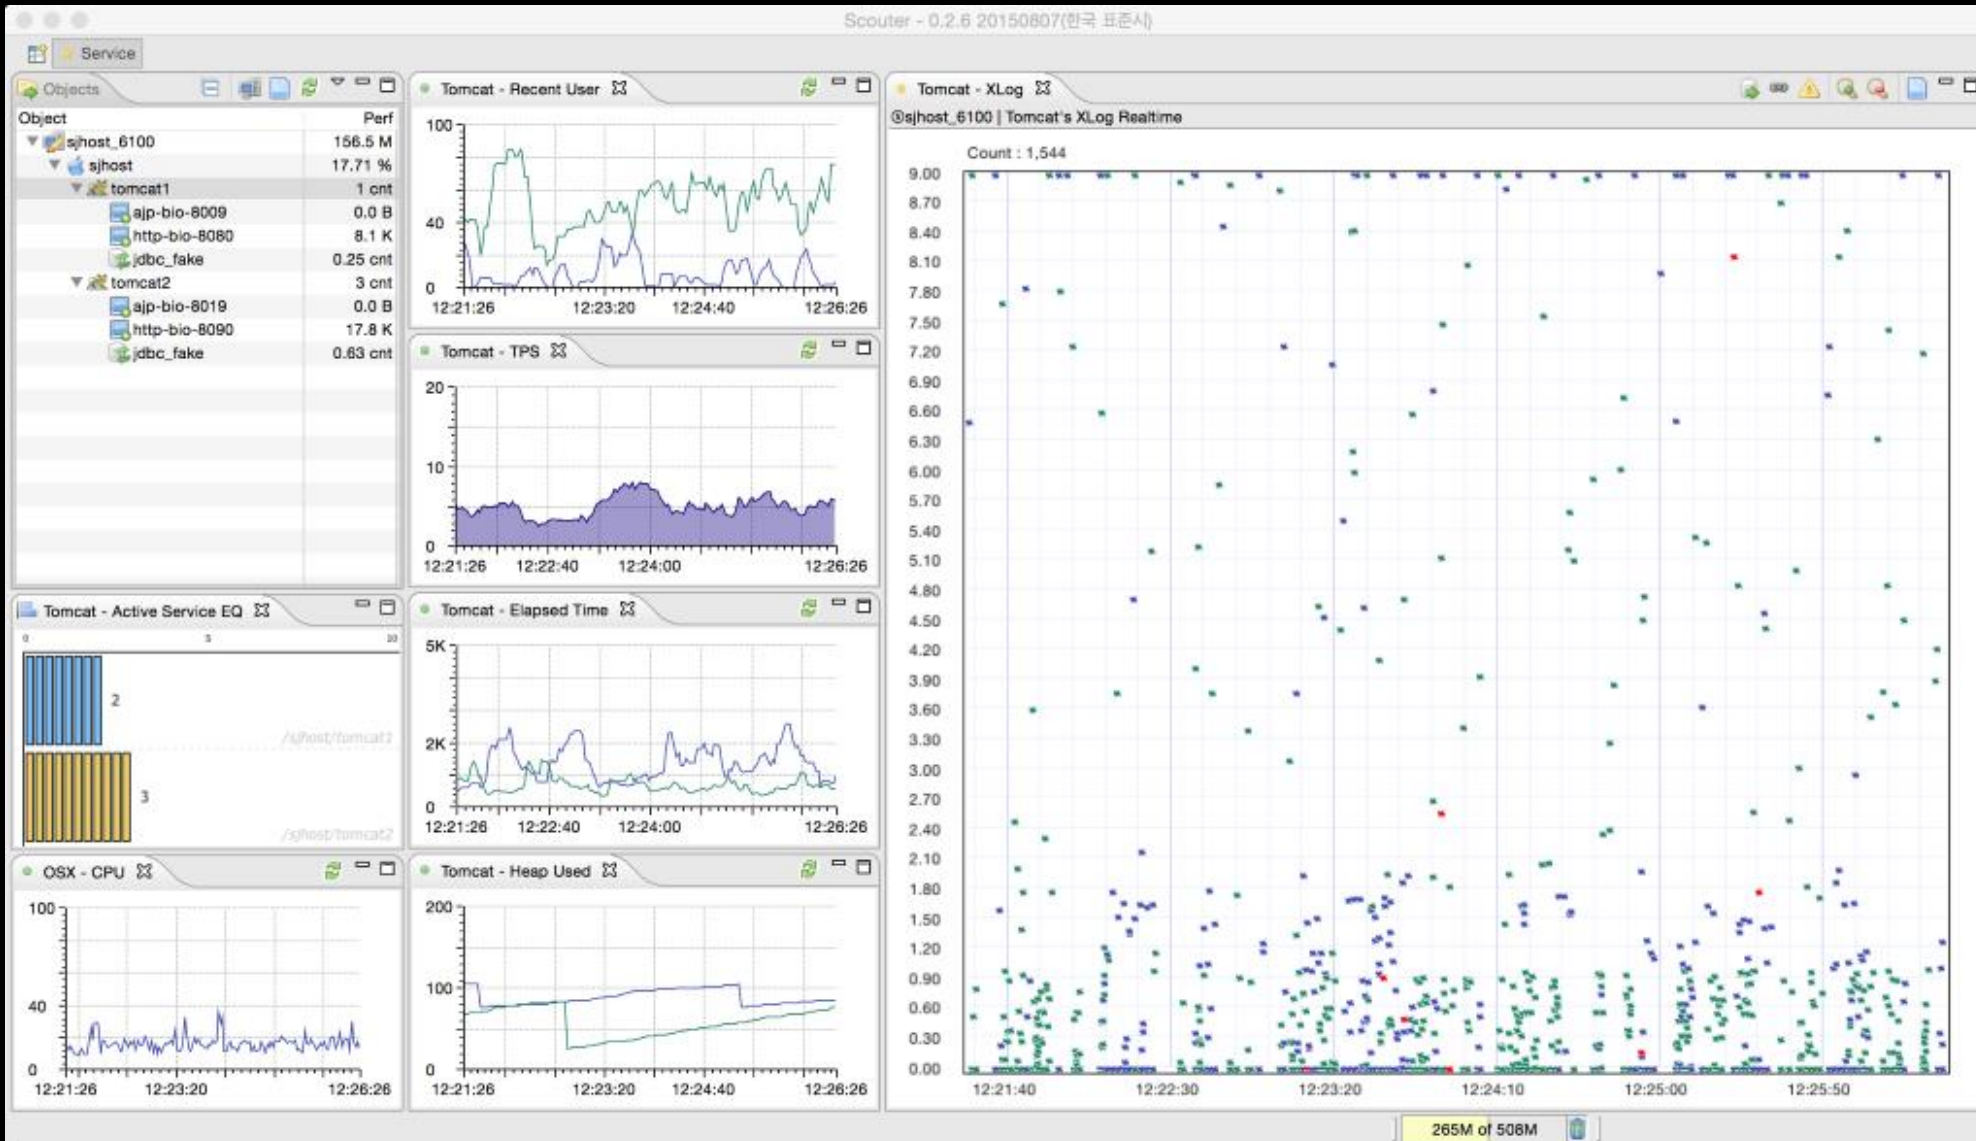 Scouter - 0.2.6 20150807(한국 표준시)
Service
Objects
Object Perf
sjhost_6100 156.5 M
sjhost 17.71 %
tomcat1 1 cnt
ajp-bio-8009 0.0 B
http-bio-8080 8.1 K
jdbc_fake 0.25 cnt
tomcat2 3 cnt
ajp-bio-8019 0.0 B
http-bio-8090 17.8 K
jdbc_fake 0.63 cnt
Tomcat - Active Service EQ
0 5 10
2
/sjhost/tomcat1
3
/sjhost/tomcat2
OSX - CPU
100
40
0
12:21:26 12:23:20 12:26:26
Tomcat - Recent User
100
40
0
12:21:26 12:23:20 12:24:40 12:26:26
Tomcat - TPS
20
10
0
12:21:26 12:22:40 12:24:00 12:26:26
Tomcat - Elapsed Time
5K
2K
0
12:21:26 12:22:40 12:24:00 12:26:26
Tomcat - Heap Used
200
100
0
12:21:26 12:23:20 12:24:40 12:26:26
Tomcat - XLog
sjhost_6100 | Tomcat's XLog Realtime
Count : 1,544
9.00
8.70
8.40
8.10
7.80
7.50
7.20
6.90
6.60
6.30
6.00
5.70
5.40
5.10
4.80
4.50
4.20
3.90
3.60
3.30
3.00
2.70
2.40
2.10
1.80
1.50
1.20
0.90
0.60
0.30
0.00
12:21:40 12:22:30 12:23:20 12:24:10 12:25:00 12:25:50
265M of 508M